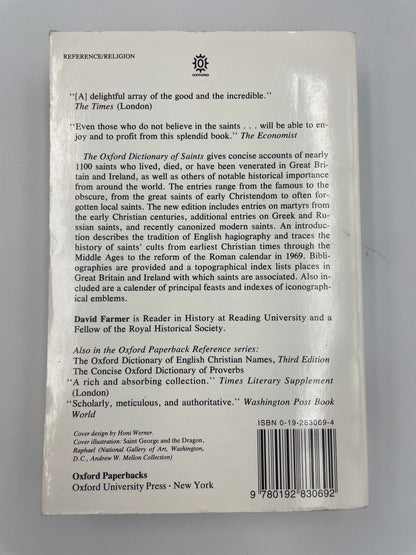 REFERENCE/RELIGION
OXFORD
"[A] delightful array of the good and the incredible."
The Times (London)
"Even those who do not believe in the saints . . . will be able to en-
joy and to profit from this splendid book." The Economist
The Oxford Dictionary of Saints gives concise accounts of nearly
1100 saints who lived, died, or have been venerated in Great Bri-
tain and Ireland, as well as others of notable historical importance
from around the world. The entries range from the famous to the
obscure, from the great saints of early Christendom to often for-
gotten local saints. The new edition includes entries on martyrs from
the early Christian centuries, additional entries on Greek and Rus-
sian saints, and recently canonized modern saints. An introduc-
tion describes the tradition of English hagiography and traces the
history of saints' cults from earliest Christian times through the
Middle Ages to the reform of the Roman calendar in 1969. Bibli-
ographies are provided and a topographical index lists places in
Great Britain and Ireland with which saints are associated. Also in-
cluded are a calender of principal feasts and indexes of iconograph-
ical emblems.
David Farmer is Reader in History at Reading University and a
Fellow of the Royal Historical Society.
Also in the Oxford Paperback Reference series:
The Oxford Dictionary of English Christian Names, Third Edition
The Concise Oxford Dictionary of Proverbs
"A rich and absorbing collection." Times Literary Supplement
(London)
"Scholarly, meticulous, and authoritative." Washington Post Book
World
Cover design by Honi Werner.
Cover illustration: Saint George and the Dragon,
Raphael (National Gallery of Art, Washington,
D.C., Andrew W. Mellon Collection)
Oxford Paperbacks
Oxford University Press · New York
ISBN 0-19-283069-4
9 780192 830692